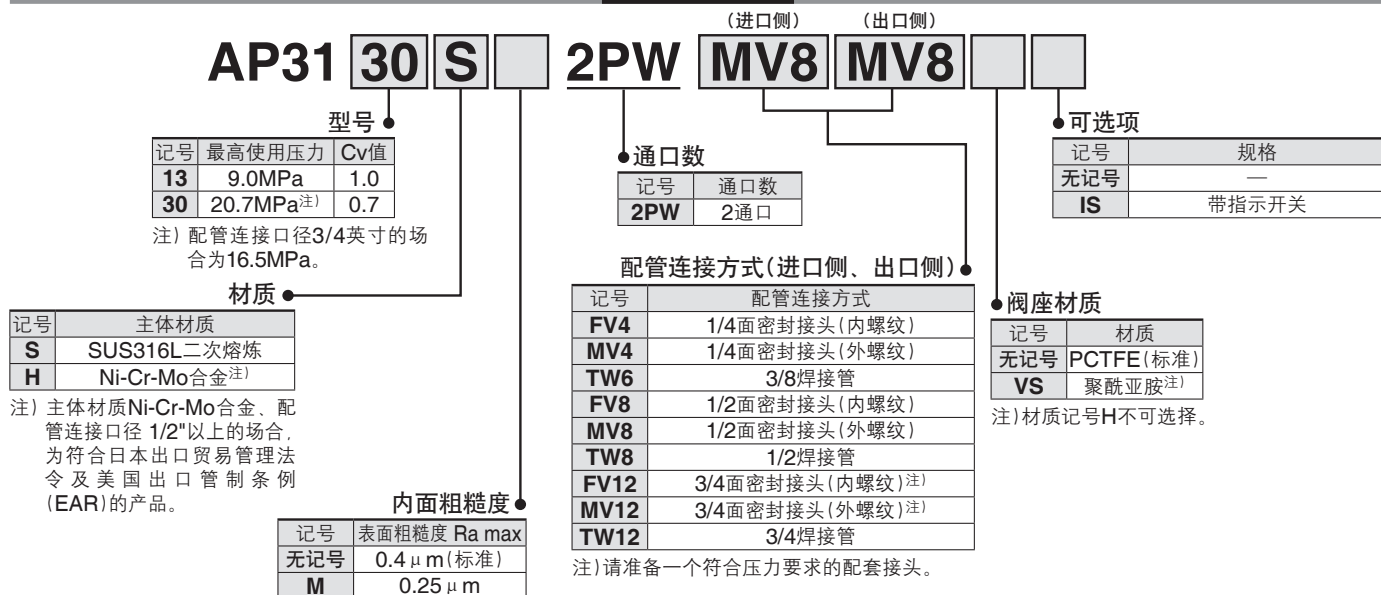 (进口侧) (出口侧)
AP31 30 S 2PW MV8 MV8
型号
记号 最高使用压力 Cv值
13 9.0MPa 1.0
30 20.7MPa注) 0.7
注) 配管连接口径3/4英寸的场
合为16.5MPa。
材质
记号 主体材质
S SUS316L二次熔炼
H Ni-Cr-Mo合金注)
注) 主体材质Ni-Cr-Mo合金、配
管连接口径 1/2"以上的场合,
为符合日本出口贸易管理法
令及美国出口管制条例
(EAR)的产品。
内面粗糙度
记号 表面粗糙度 Ra max
无记号 0.4μm(标准)
M 0.25μm
通口数
记号 通口数
2PW 2通口
配管连接方式(进口侧、出口侧)
记号 配管连接方式
FV4 1/4面密封接头(内螺纹)
MV4 1/4面密封接头(外螺纹)
TW6 3/8焊接管
FV8 1/2面密封接头(内螺纹)
MV8 1/2面密封接头(外螺纹)
TW8 1/2焊接管
FV12 3/4面密封接头(内螺纹)注)
MV12 3/4面密封接头(外螺纹)注)
TW12 3/4焊接管
注)请准备一个符合压力要求的配套接头。
阀座材质
记号 材质
无记号 PCTFE(标准)
VS 聚酰亚胺注)
注)材质记号H不可选择。
可选项
记号 规格
无记号 —
IS 带指示开关